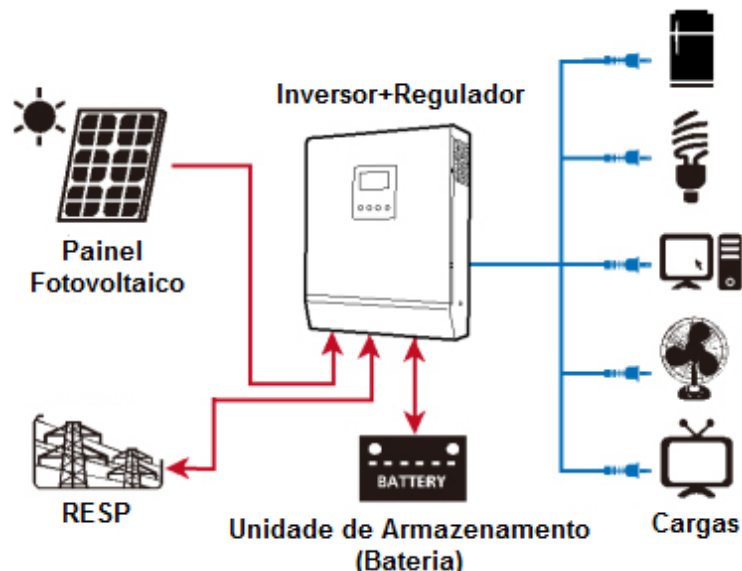 Inversor+Regulador
Painel
Fotovoltaico
RESP
BATTERY
Unidade de Armazenamento
(Bateria)
Cargas